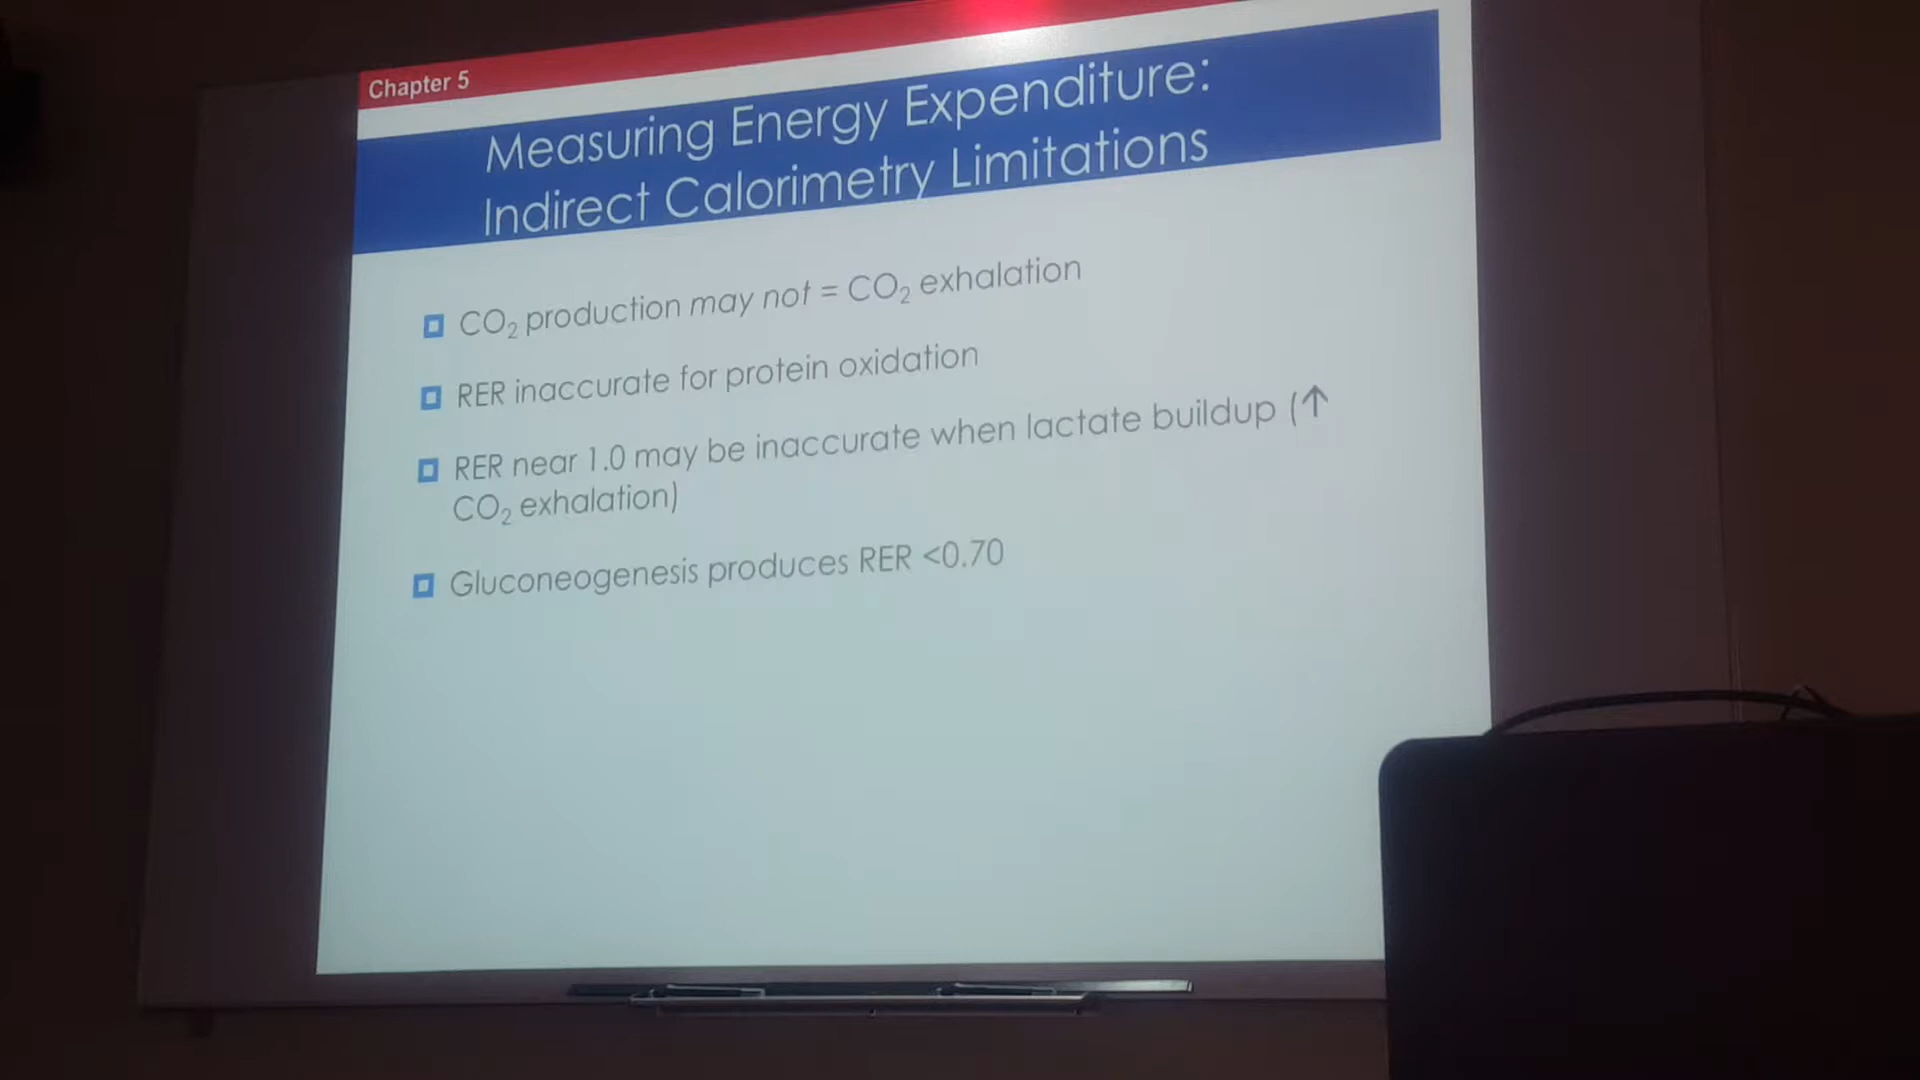 Chapter 5
Measuring Energy Expenditure:
Indirect Calorimetry Limitations
CO₂ production may not = CO₂ exhalation
RER inaccurate for protein oxidation
RER near 1.0 may be inaccurate when lactate buildup (↑
CO₂ exhalation)
Gluconeogenesis produces RER <0.70